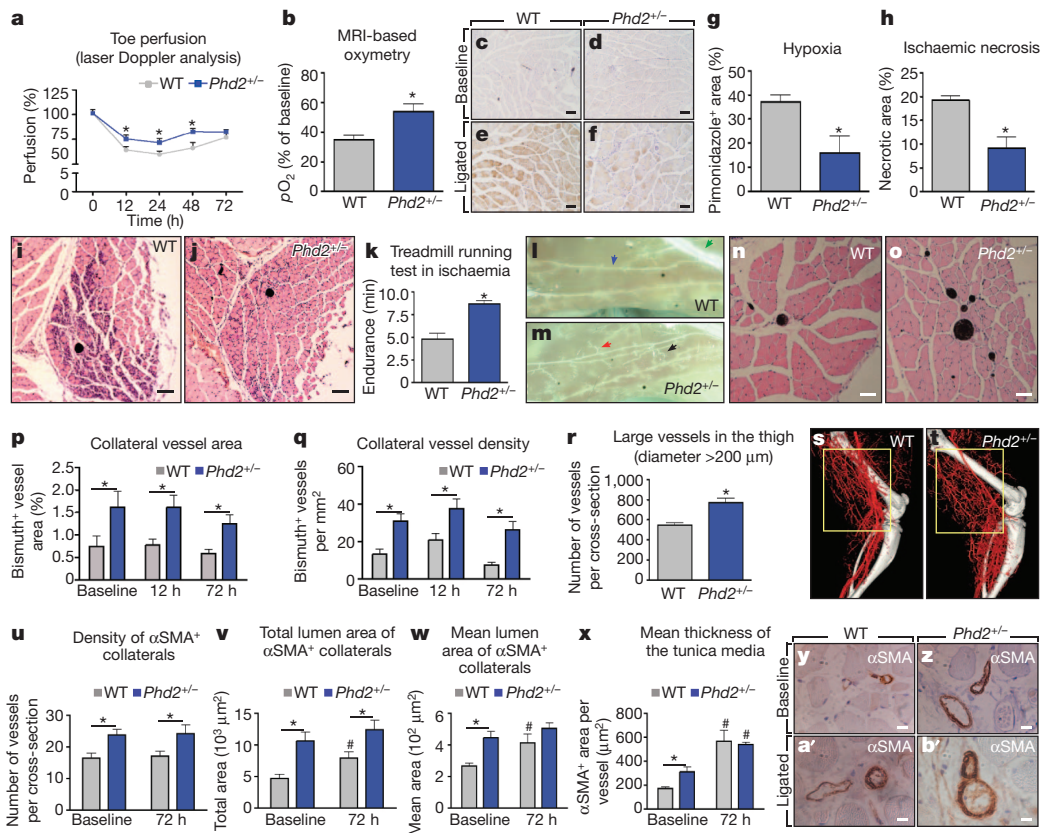 a
Toe perfusion
(laser Doppler analysis)
WT Phd2+/–
Perfusion (%)
125
100
75
50
5
0
0 12 24 48 72
* * *
Time (h)
b
MRI-based
oxymetry
pO2 (% of baseline)
80
60
40
20
0
*
WT Phd2+/–
WT Phd2+/–
Baseline
Ligated
c d
e f
g
Hypoxia
Pimonidazole+ area (%)
50
40
30
20
10
0
*
WT Phd2+/–
h
Ischaemic necrosis
Necrotic area (%)
25
20
15
10
5
0
*
WT Phd2+/–
i WT
j Phd2+/–
k
Treadmill running
test in ischaemia
Endurance (min)
10.0
7.5
5.0
2.5
0
*
WT Phd2+/–
l WT
m Phd2+/–
n WT
o Phd2+/–
p
Collateral vessel area
WT Phd2+/–
Bismuth+ vessel
area (%)
2.5
2.0
1.5
1.0
0.5
0
* * *
Baseline 12 h 72 h
q
Collateral vessel density
WT Phd2+/–
Bismuth+ vessels
per mm2
60
40
20
0
* * *
Baseline 12 h 72 h
r
Large vessels in the thigh
(diameter >200 μm)
Number of vessels
per cross-section
1,000
800
600
400
200
0
*
WT Phd2+/–
s WT
t Phd2+/–
u
Density of αSMA+
collaterals
WT Phd2+/–
Number of vessels
per cross-section
30
20
10
0
* *
Baseline 72 h
v
Total lumen area of
αSMA+ collaterals
WT Phd2+/–
Total area (10³ μm²)
15
10
5
0
* # *
Baseline 72 h
w
Mean lumen
area of αSMA+
collaterals
WT Phd2+/–
Mean area (10² μm²)
6
4
2
0
* #
Baseline 72 h
x
Mean thickness of
the tunica media
WT Phd2+/–
αSMA+ area per
vessel (μm²)
800
600
400
200
0
* # #
Baseline 72 h
WT Phd2+/–
Baseline
Ligated
y αSMA
z αSMA
a′ αSMA
b′ αSMA